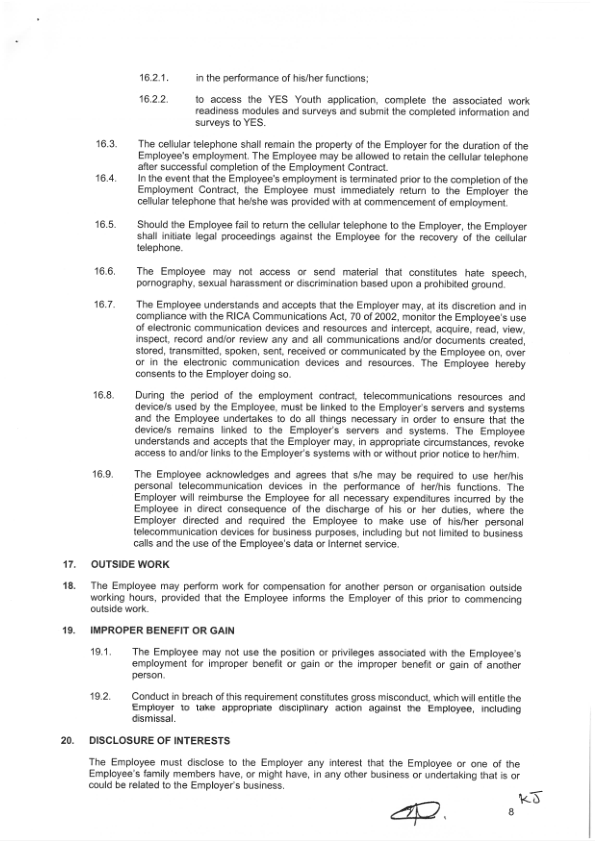 16.2.1. in the performance of his/her functions;
16.2.2. to access the YES Youth application, complete the associated work
readiness modules and surveys and submit the completed information and
surveys to YES.
16.3. The cellular telephone shall remain the property of the Employer for the duration of the
Employee's employment. The Employee may be allowed to retain the cellular telephone
after successful completion of the Employment Contract.
16.4. In the event that the Employee's employment is terminated prior to the completion of the
Employment Contract, the Employee must immediately return to the Employer the
cellular telephone that he/she was provided with at commencement of employment.
16.5. Should the Employee fail to return the cellular telephone to the Employer, the Employer
shall initiate legal proceedings against the Employee for the recovery of the cellular
telephone.
16.6. The Employee may not access or send material that constitutes hate speech,
pornography, sexual harassment or discrimination based upon a prohibited ground.
16.7. The Employee understands and accepts that the Employer may, at its discretion and in
compliance with the RICA Communications Act, 70 of 2002, monitor the Employee's use
of electronic communication devices and resources and intercept, acquire, read, view,
inspect, record and/or review any and all communications and/or documents created,
stored, transmitted, spoken, sent, received or communicated by the Employee on, over
or in the electronic communication devices and resources. The Employee hereby
consents to the Employer doing so.
16.8. During the period of the employment contract, telecommunications resources and
device/s used by the Employee, must be linked to the Employer's servers and systems
and the Employee undertakes to do all things necessary in order to ensure that the
device/s remains linked to the Employer's servers and systems. The Employee
understands and accepts that the Employer may, in appropriate circumstances, revoke
access to and/or links to the Employer's systems with or without prior notice to her/him.
16.9. The Employee acknowledges and agrees that s/he may be required to use her/his
personal telecommunication devices in the performance of her/his functions. The
Employer will reimburse the Employee for all necessary expenditures incurred by the
Employee in direct consequence of the discharge of his or her duties, where the
Employer directed and required the Employee to make use of his/her personal
telecommunication devices for business purposes, including but not limited to business
calls and the use of the Employee's data or Internet service.
17. OUTSIDE WORK
18. The Employee may perform work for compensation for another person or organisation outside
working hours, provided that the Employee informs the Employer of this prior to commencing
outside work.
19. IMPROPER BENEFIT OR GAIN
19.1. The Employee may not use the position or privileges associated with the Employee's
employment for improper benefit or gain or the improper benefit or gain of another
person.
19.2. Conduct in breach of this requirement constitutes gross misconduct, which will entitle the
Employer to take appropriate disciplinary action against the Employee, including
dismissal.
20. DISCLOSURE OF INTERESTS
The Employee must disclose to the Employer any interest that the Employee or one of the
Employee's family members have, or might have, in any other business or undertaking that is or
could be related to the Employer's business.
KJ
8